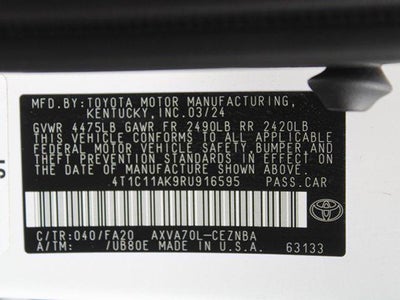 MFD.BY:TOYOTA MOTOR MANUFACTURING,
KENTUCKY,INC.03/24
GVWR 4475LB GAWR FR 2490LB RR 2420LB
THIS VEHICLE CONFORMS TO ALL APPLICABLE
FEDERAL MOTOR VEHICLE SAFETY,BUMPER,AND
THEFT PREVENTION STANDARDS IN EFFECT ON
THE DATE OF MANUFACTURE SHOWN ABOVE.
4T1C11AK9RU916595 PASS.CAR
C/TR:040/FA20 AXVA70L-CEZNBA
A/TM: /UB80E MADE IN U.S.A. 63133
TOYOTA